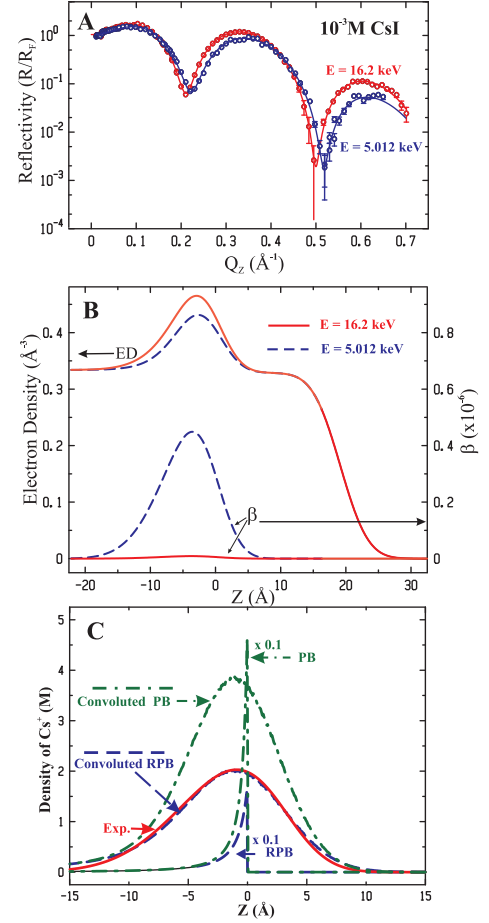 A
10⁻³M CsI
E = 16.2 keV
E = 5.012 keV
Reflectivity (R/R_F)
10⁰
10⁻¹
10⁻²
10⁻³
10⁻⁴
0 0.1 0.2 0.3 0.4 0.5 0.6 0.7
Q_Z (Å⁻¹)
B
E = 16.2 keV
E = 5.012 keV
ED
β
Electron Density (Å⁻³)
0.4
0.3
0.2
0.1
0
β (x10⁻⁶)
0.8
0.6
0.4
0.2
0
-20 -10 0 10 20 30
Z (Å)
C
x 0.1
PB
Convoluted PB
Convoluted RPB
Exp.
x 0.1
RPB
Density of Cs⁺ (M)
5
4
3
2
1
0
-15 -10 -5 0 5 10 15
Z (Å)